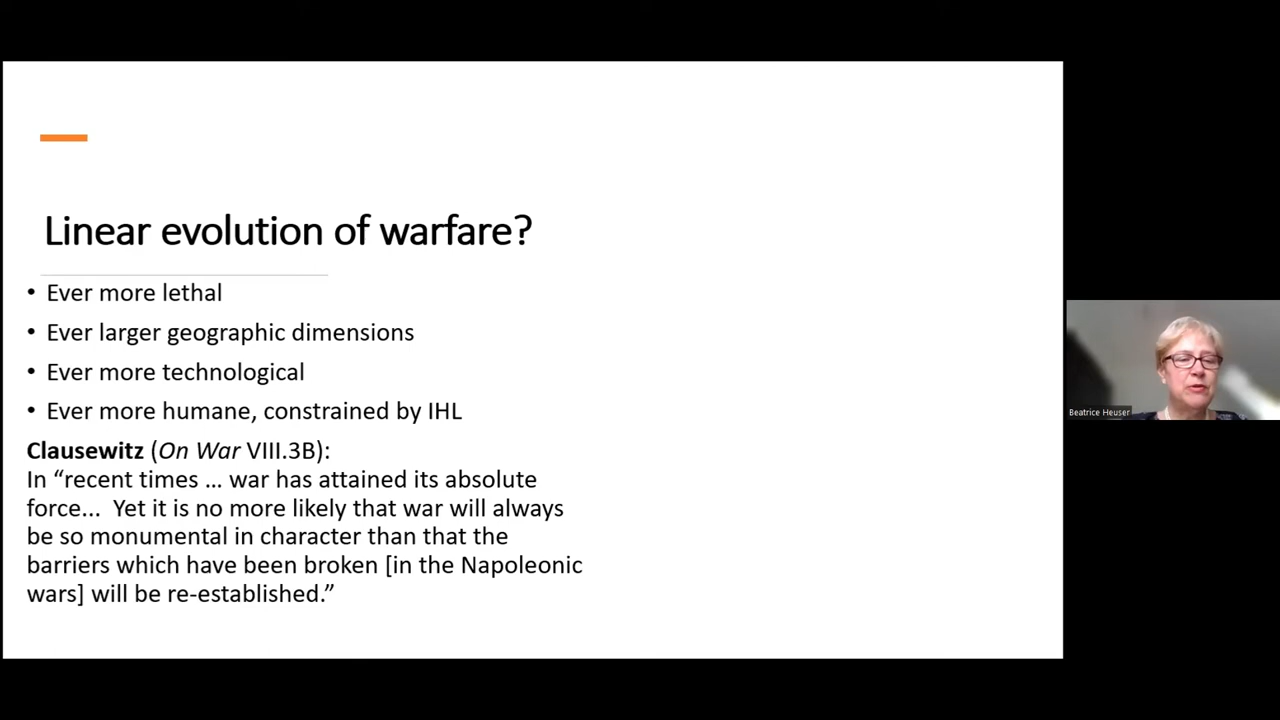 Linear evolution of warfare?
• Ever more lethal
• Ever larger geographic dimensions
• Ever more technological
• Ever more humane, constrained by IHL
Clausewitz (On War VIII.3B):
In “recent times … war has attained its absolute
force... Yet it is no more likely that war will always
be so monumental in character than that the
barriers which have been broken [in the Napoleonic
wars] will be re-established.”
Beatrice Heuser